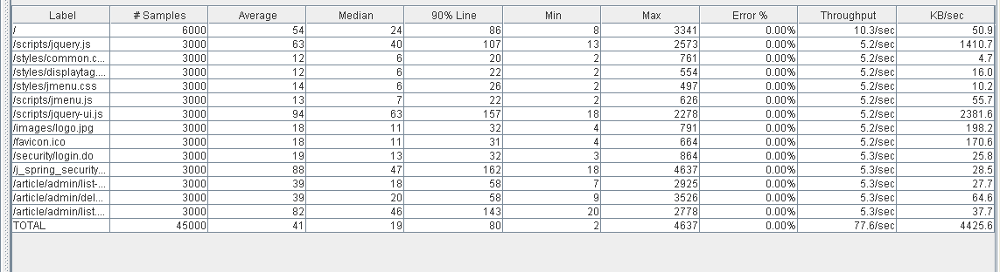 Label # Samples Average Median 90% Line Min Max Error % Throughput KB/sec
/ 6000 54 24 86 8 3341 0.00% 10.3/sec 50.9
/scripts/jquery.js 3000 63 40 107 13 2573 0.00% 5.2/sec 1410.7
/styles/common.c... 3000 12 6 20 2 761 0.00% 5.2/sec 4.7
/styles/displaytag.... 3000 12 6 22 2 554 0.00% 5.2/sec 16.0
/styles/jmenu.css 3000 14 6 26 2 497 0.00% 5.2/sec 10.2
/scripts/jmenu.js 3000 13 7 22 2 626 0.00% 5.2/sec 55.7
/scripts/jquery-ui.js 3000 94 63 157 18 2278 0.00% 5.2/sec 2381.6
/images/logo.jpg 3000 18 11 32 4 791 0.00% 5.2/sec 198.2
/favicon.ico 3000 18 11 31 4 664 0.00% 5.2/sec 170.6
/security/login.do 3000 19 13 32 3 864 0.00% 5.3/sec 25.8
/j_spring_security... 3000 88 47 162 18 4637 0.00% 5.3/sec 28.5
/article/admin/list-... 3000 39 18 58 7 2925 0.00% 5.3/sec 27.7
/article/admin/del... 3000 39 20 58 9 3526 0.00% 5.3/sec 64.6
/article/admin/list.... 3000 82 46 143 20 2778 0.00% 5.3/sec 37.7
TOTAL 45000 41 19 80 2 4637 0.00% 77.6/sec 4425.6